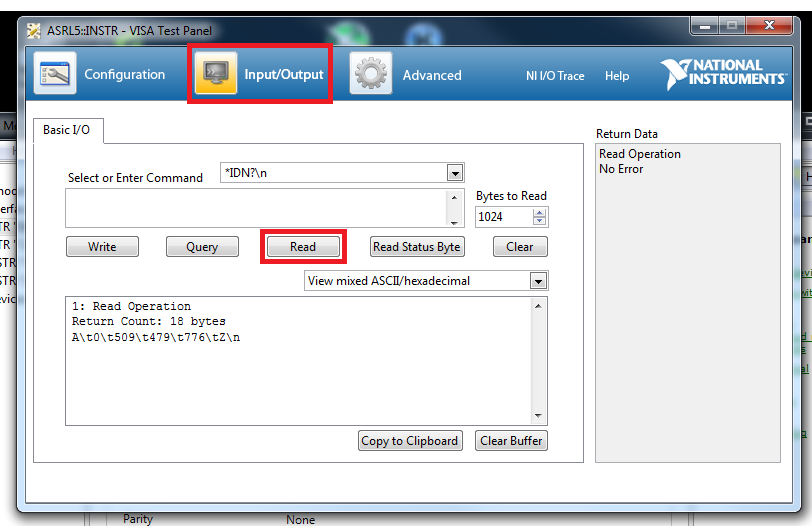 ASRL5::INSTR - VISA Test Panel
Configuration
Input/Output
Advanced
NI I/O Trace
Help
NATIONAL
INSTRUMENTS
Basic I/O
Select or Enter Command
*IDN?\n
Bytes to Read
1024
Write
Query
Read
Read Status Byte
Clear
View mixed ASCII/hexadecimal
1: Read Operation
Return Count: 18 bytes
A\t0\t509\t479\t776\tZ\n
Copy to Clipboard
Clear Buffer
Return Data
Read Operation
No Error
Parity
None